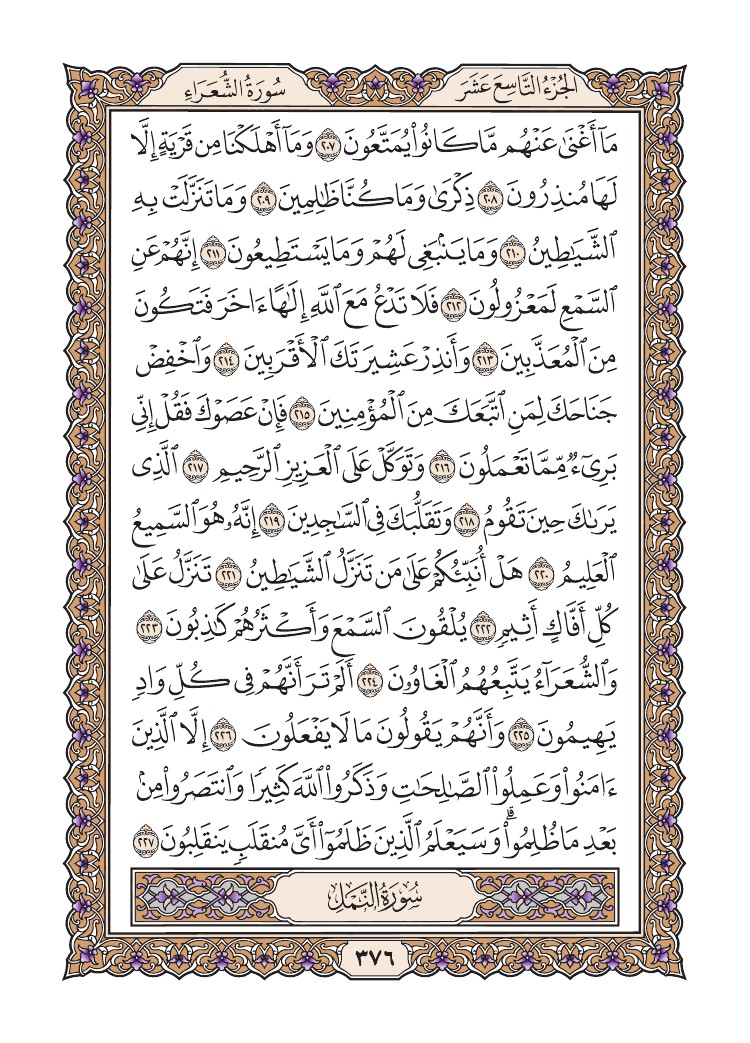 الجُزْءُ التَّاسِعَ عَشَرَ
سُورَةُ الشُّعَرَاءِ
مَآ أَغْنَىٰ عَنْهُم مَّا كَانُوا۟ يُمَتَّعُونَ ٢٠٧ وَمَآ أَهْلَكْنَا مِن قَرْيَةٍ إِلَّا
لَهَا مُنذِرُونَ ٢٠٨ ذِكْرَىٰ وَمَا كُنَّا ظَٰلِمِينَ ٢٠٩ وَمَا تَنَزَّلَتْ بِهِ
ٱلشَّيَٰطِينُ ٢١٠ وَمَا يَنۢبَغِى لَهُمْ وَمَا يَسْتَطِيعُونَ ٢١١ إِنَّهُمْ عَنِ
ٱلسَّمْعِ لَمَعْزُولُونَ ٢١٢ فَلَا تَدْعُ مَعَ ٱللَّهِ إِلَٰهًا ءَاخَرَ فَتَكُونَ
مِنَ ٱلْمُعَذَّبِينَ ٢١٣ وَأَنذِرْ عَشِيرَتَكَ ٱلْأَقْرَبِينَ ٢١٤ وَٱخْفِضْ
جَنَاحَكَ لِمَنِ ٱتَّبَعَكَ مِنَ ٱلْمُؤْمِنِينَ ٢١٥ فَإِنْ عَصَوْكَ فَقُلْ إِنِّى
بَرِىٓءٌ مِّمَّا تَعْمَلُونَ ٢١٦ وَتَوَكَّلْ عَلَى ٱلْعَزِيزِ ٱلرَّحِيمِ ٢١٧ ٱلَّذِى
يَرَىٰكَ حِينَ تَقُومُ ٢١٨ وَتَقَلُّبَكَ فِى ٱلسَّٰجِدِينَ ٢١٩ إِنَّهُۥ هُوَ ٱلسَّمِيعُ
ٱلْعَلِيمُ ٢٢٠ هَلْ أُنَبِّئُكُمْ عَلَىٰ مَن تَنَزَّلُ ٱلشَّيَٰطِينُ ٢٢١ تَنَزَّلُ عَلَىٰ
كُلِّ أَفَّاكٍ أَثِيمٍ ٢٢٢ يُلْقُونَ ٱلسَّمْعَ وَأَكْثَرُهُمْ كَٰذِبُونَ ٢٢٣
وَٱلشُّعَرَآءُ يَتَّبِعُهُمُ ٱلْغَاوُۥنَ ٢٢٤ أَلَمْ تَرَ أَنَّهُمْ فِى كُلِّ وَادٍ
يَهِيمُونَ ٢٢٥ وَأَنَّهُمْ يَقُولُونَ مَا لَا يَفْعَلُونَ ٢٢٦ إِلَّا ٱلَّذِينَ
ءَامَنُوا۟ وَعَمِلُوا۟ ٱلصَّٰلِحَٰتِ وَذَكَرُوا۟ ٱللَّهَ كَثِيرًا وَٱنتَصَرُوا۟ مِنۢ
بَعْدِ مَا ظُلِمُوا۟ ۗ وَسَيَعْلَمُ ٱلَّذِينَ ظَلَمُوٓا۟ أَىَّ مُنقَلَبٍ يَنقَلِبُونَ ٢٢٧
سُورَةُ النَّمْلِ
٣٧٦